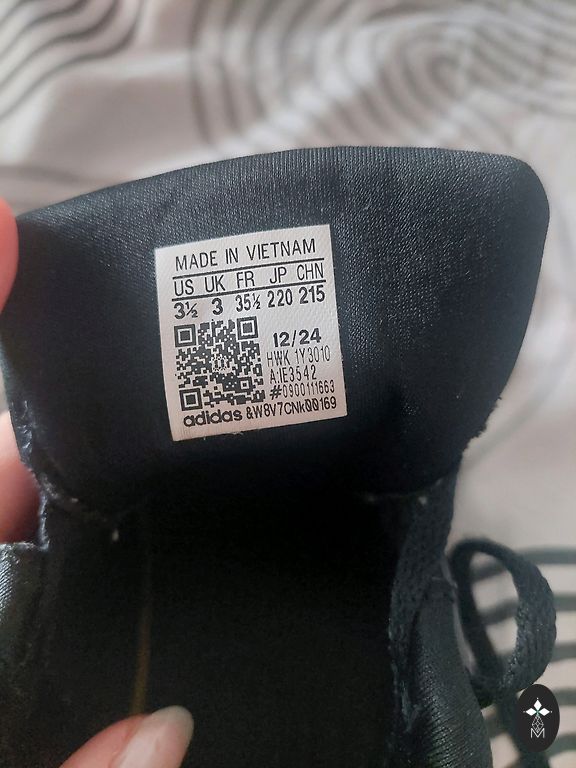 MADE IN VIETNAM
US UK FR JP CHN
3½ 3 35½ 220 215
12/24
HWK 1Y3010
A:IE3542
#0900111663
adidas &W8V7CNk00169
M